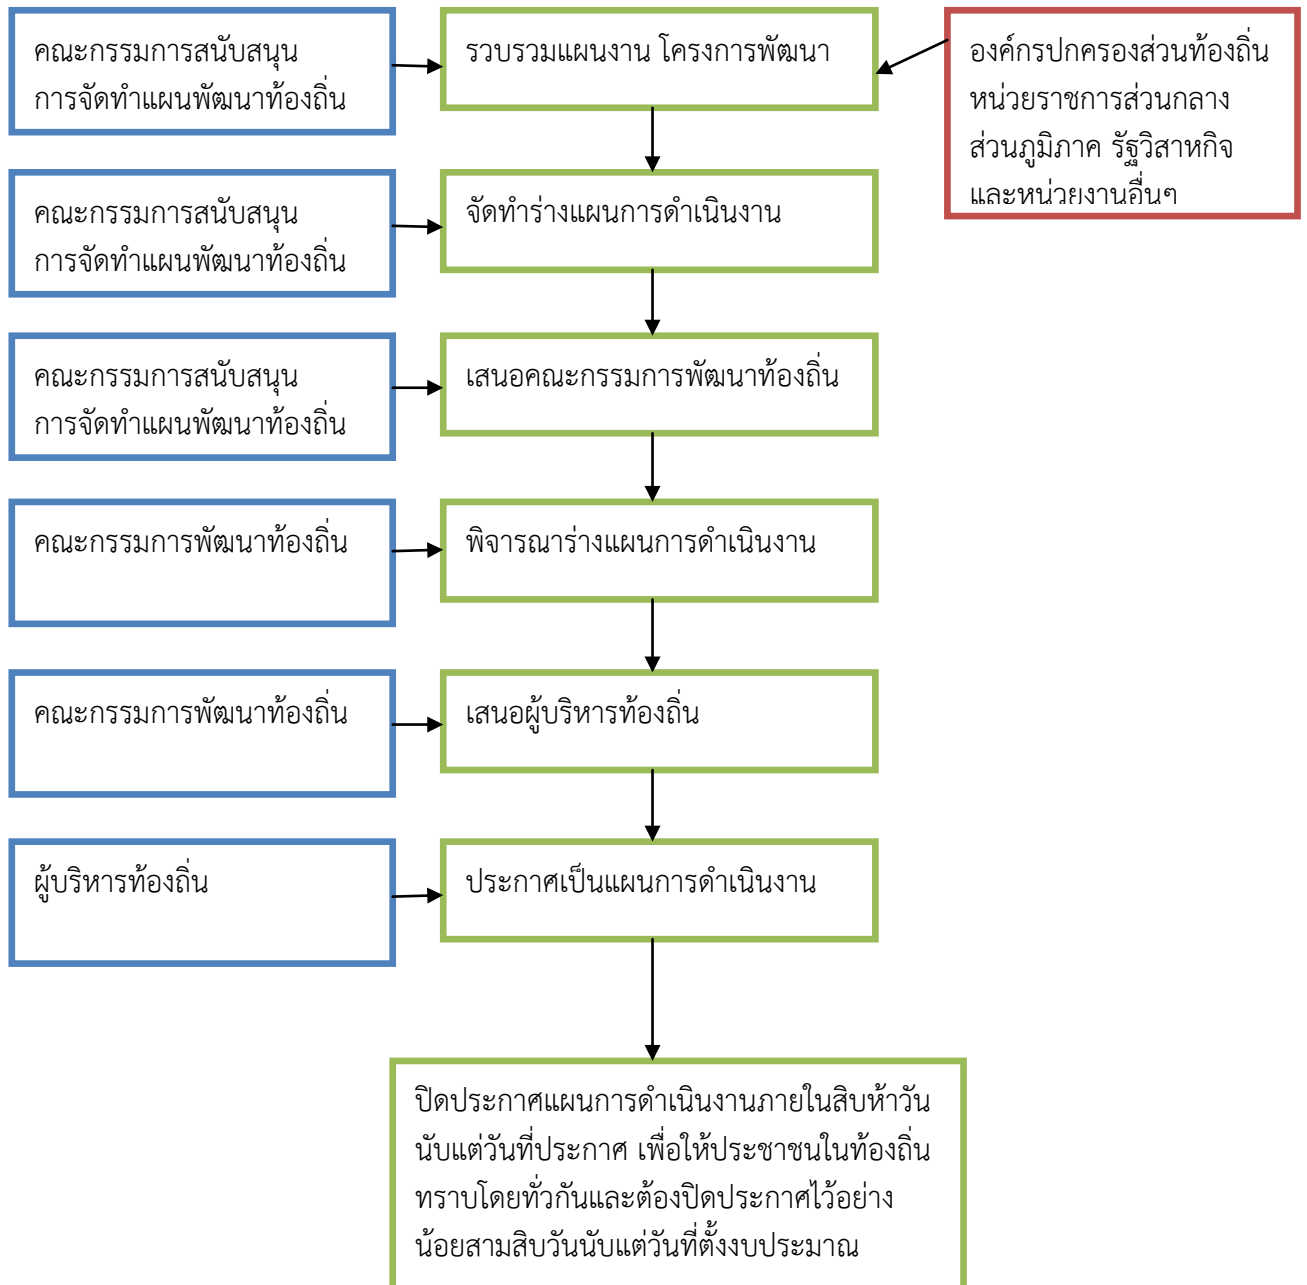 คณะกรรมการสนับสนุน
การจัดทำแผนพัฒนาท้องถิ่น
รวบรวมแผนงาน โครงการพัฒนา
องค์กรปกครองส่วนท้องถิ่น
หน่วยราชการส่วนกลาง
ส่วนภูมิภาค รัฐวิสาหกิจ
และหน่วยงานอื่นๆ
คณะกรรมการสนับสนุน
การจัดทำแผนพัฒนาท้องถิ่น
จัดทำร่างแผนการดำเนินงาน
คณะกรรมการสนับสนุน
การจัดทำแผนพัฒนาท้องถิ่น
เสนอคณะกรรมการพัฒนาท้องถิ่น
คณะกรรมการพัฒนาท้องถิ่น
พิจารณาร่างแผนการดำเนินงาน
คณะกรรมการพัฒนาท้องถิ่น
เสนอผู้บริหารท้องถิ่น
ผู้บริหารท้องถิ่น
ประกาศเป็นแผนการดำเนินงาน
ปิดประกาศแผนการดำเนินงานภายในสิบห้าวัน
นับแต่วันที่ประกาศ เพื่อให้ประชาชนในท้องถิ่น
ทราบโดยทั่วกันและต้องปิดประกาศไว้อย่าง
น้อยสามสิบวันนับแต่วันที่ตั้งงบประมาณ